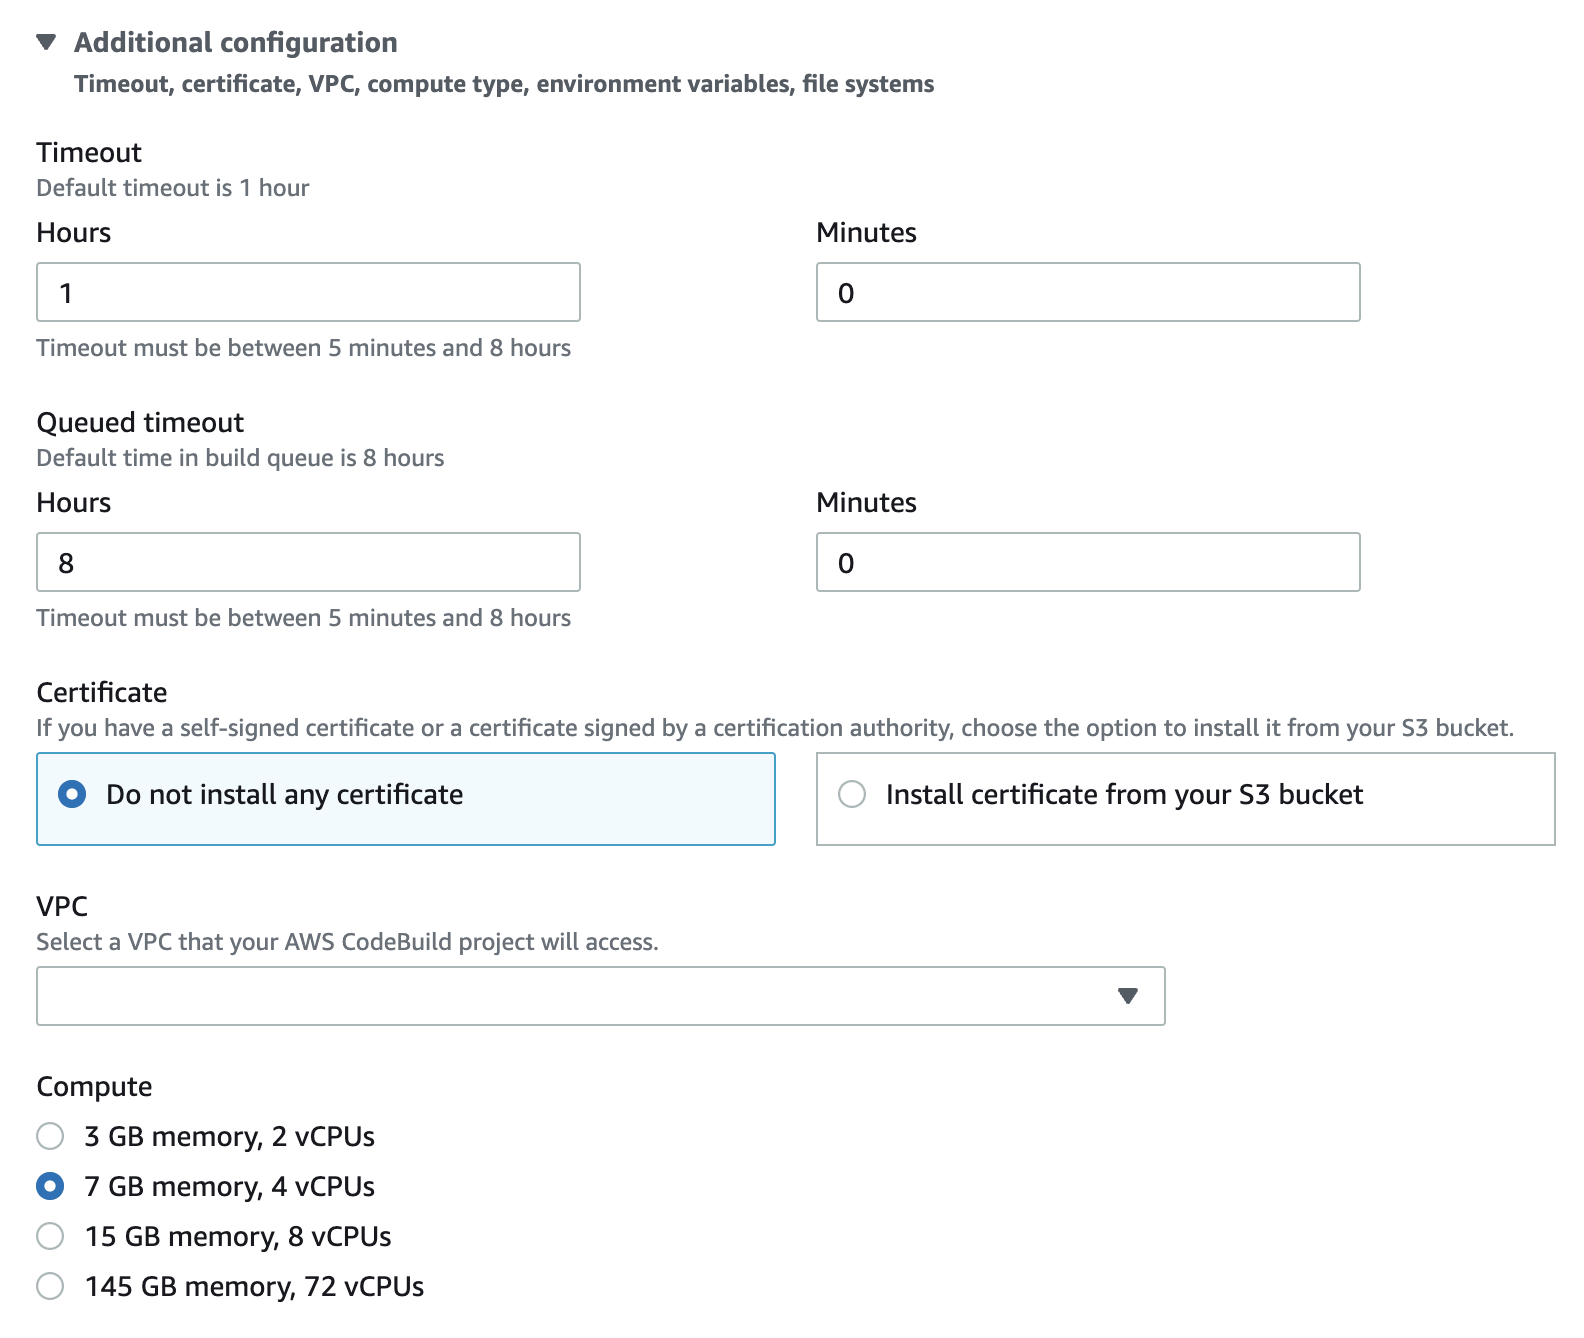 Additional configuration
Timeout, certificate, VPC, compute type, environment variables, file systems
Timeout
Default timeout is 1 hour
Hours
Minutes
1
0
Timeout must be between 5 minutes and 8 hours
Queued timeout
Default time in build queue is 8 hours
Hours
Minutes
8
0
Timeout must be between 5 minutes and 8 hours
Certificate
If you have a self-signed certificate or a certificate signed by a certification authority, choose the option to install it from your S3 bucket.
Do not install any certificate
Install certificate from your S3 bucket
VPC
Select a VPC that your AWS CodeBuild project will access.
Compute
3 GB memory, 2 vCPUs
7 GB memory, 4 vCPUs
15 GB memory, 8 vCPUs
145 GB memory, 72 vCPUs